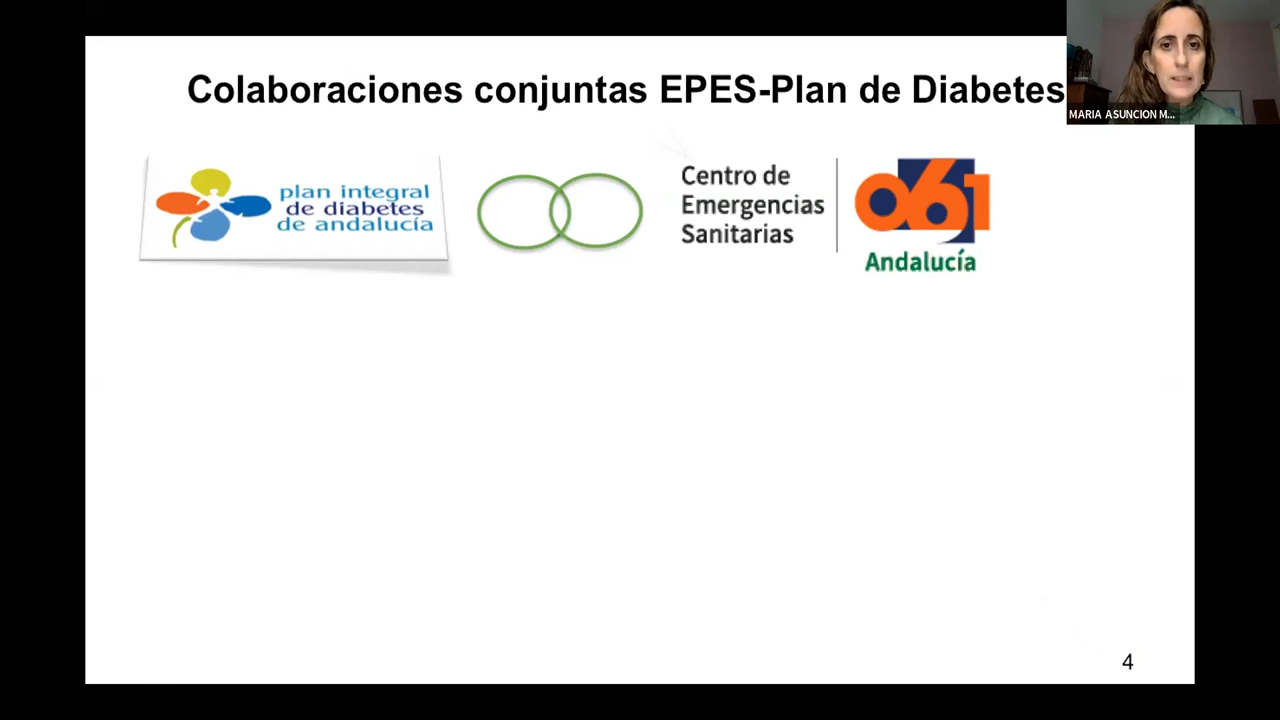 Colaboraciones conjuntas EPES-Plan de Diabetes
MARIA ASUNCION M...
plan integral
de diabetes
de andalucía
Centro de
Emergencias
Sanitarias
061
Andalucía
4